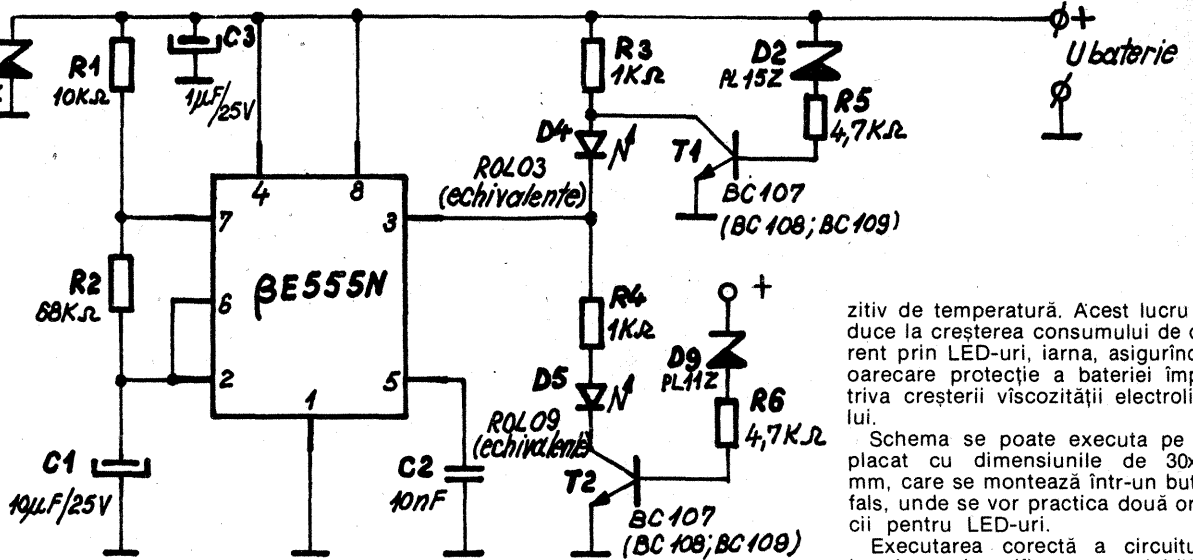 C3
R1
10KΩ
1µF/25V
R3
1KΩ
D2
PL15Z
+
U baterie
R5
4,7KΩ
D4
T1
ROL03
(echivalente)
BC107
(BC108; BC109)
4
8
7
3
βE555N
R2
68KΩ
6
2
5
1
R4
1KΩ
+
D9
PL11Z
D5
R6
4,7KΩ
ROL09
(echivalente)
C1
10µF/25V
C2
10nF
T2
BC107
(BC108; BC109)
zitiv de temperatură. Acest lucru
duce la creșterea consumului de
rent prin LED-uri, iarna, asigurînd
oarecare protecție a bateriei împ
triva creșterii vîscozității electroli
lui.
Schema se poate executa pe
placat cu dimensiunile de 30x
mm, care se montează într-un but
fals, unde se vor practica două or
cii pentru LED-uri.
Executarea corectă a circuitu